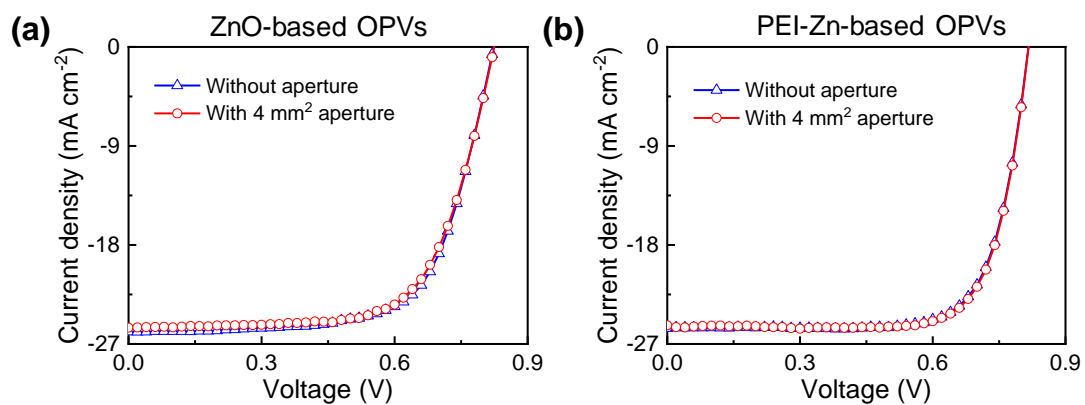 (a)
ZnO-based OPVs
Without aperture
With 4 mm² aperture
0
-9
-18
-27
Current density (mA cm⁻²)
0.0
0.3
0.6
0.9
Voltage (V)
(b)
PEI-Zn-based OPVs
Without aperture
With 4 mm² aperture
0
-9
-18
-27
Current density (mA cm⁻²)
0.0
0.3
0.6
0.9
Voltage (V)